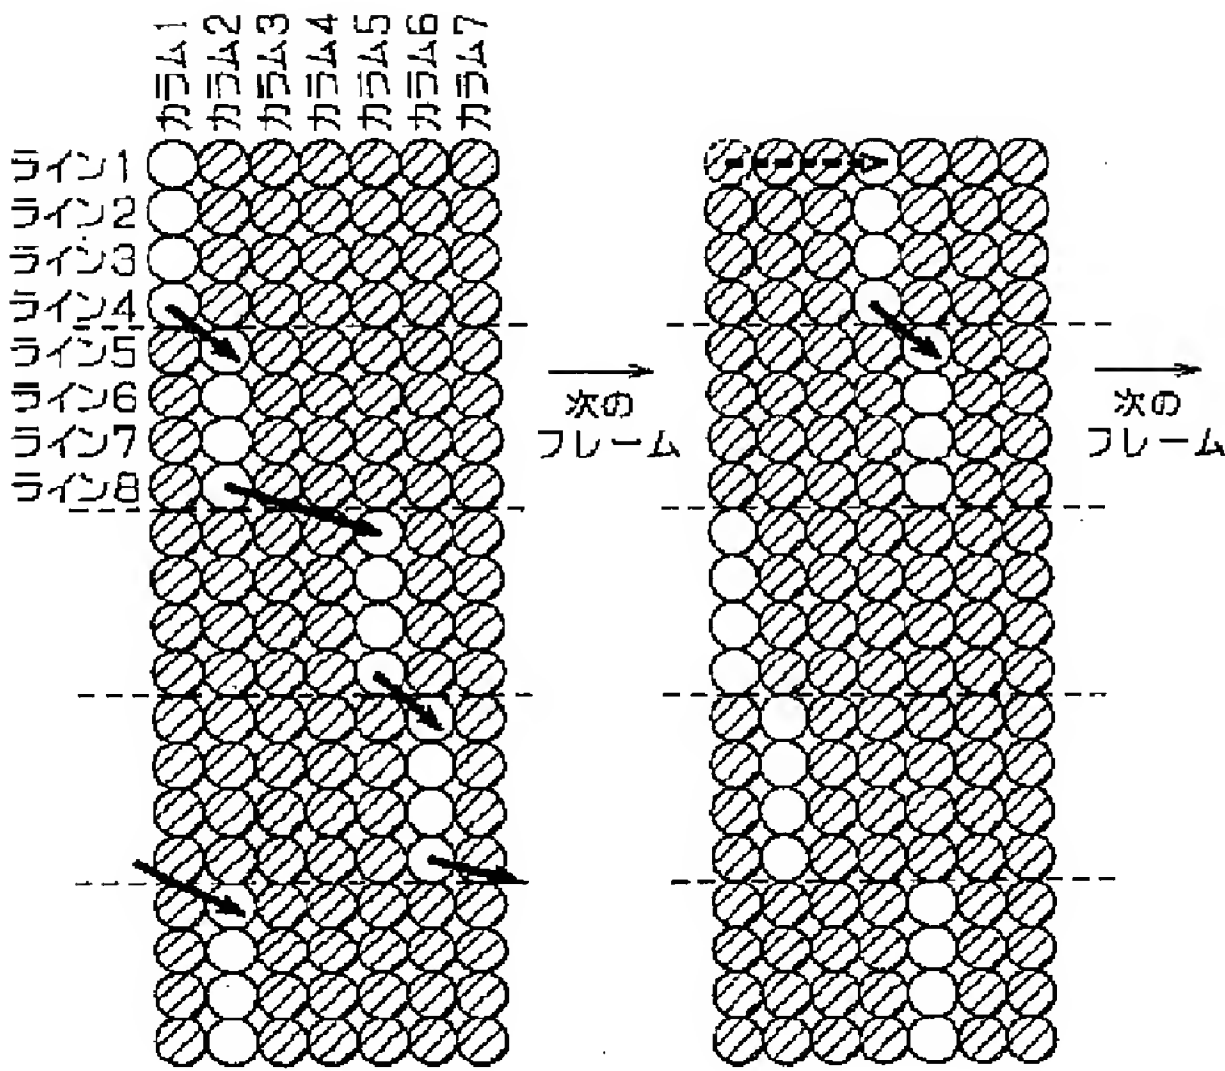 カラム1
カラム2
カラム3
カラム4
カラム5
カラム6
カラム7
ライン1
ライン2
ライン3
ライン4
ライン5
ライン6
ライン7
ライン8
次の
フレーム
次の
フレーム